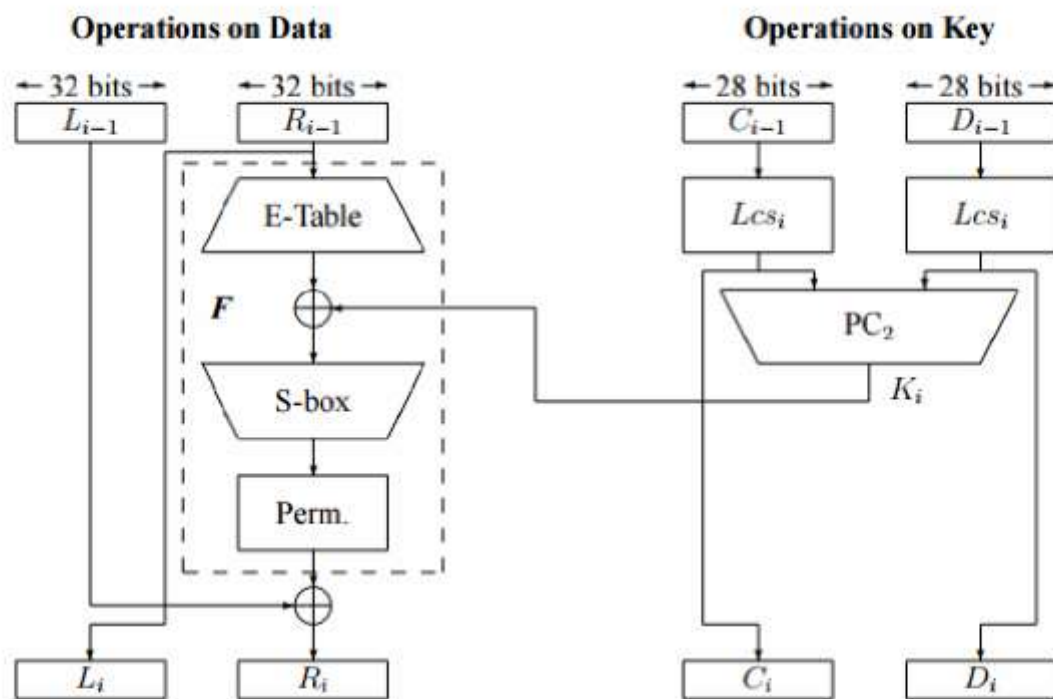 Operations on Data Operations on Key
32 bits 32 bits 28 bits 28 bits
L_{i-1} R_{i-1} C_{i-1} D_{i-1}
E-Table Lcs_i Lcs_i
F PC_2
S-box K_i
Perm.
L_i R_i C_i D_i